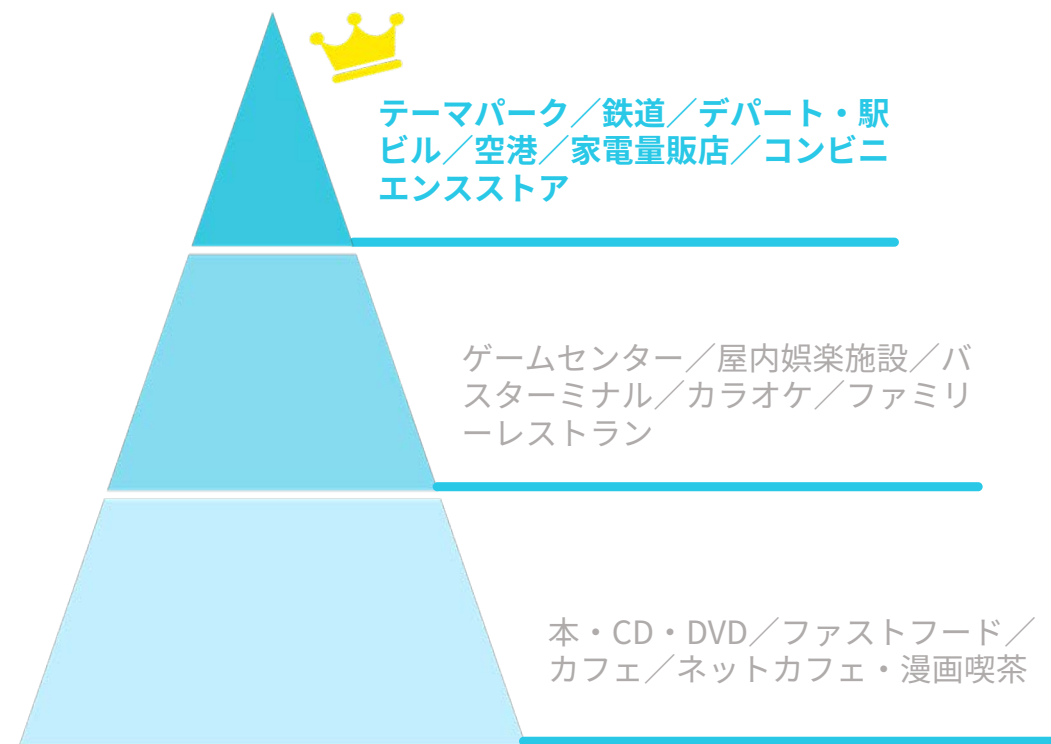 テーマパーク／鉄道／デパート・駅
ビル／空港／家電量販店／コンビニ
エンスストア
ゲームセンター／屋内娯楽施設／バ
スターミナル／カラオケ／ファミリ
ーレストラン
本・CD・DVD／ファストフード／
カフェ／ネットカフェ・漫画喫茶